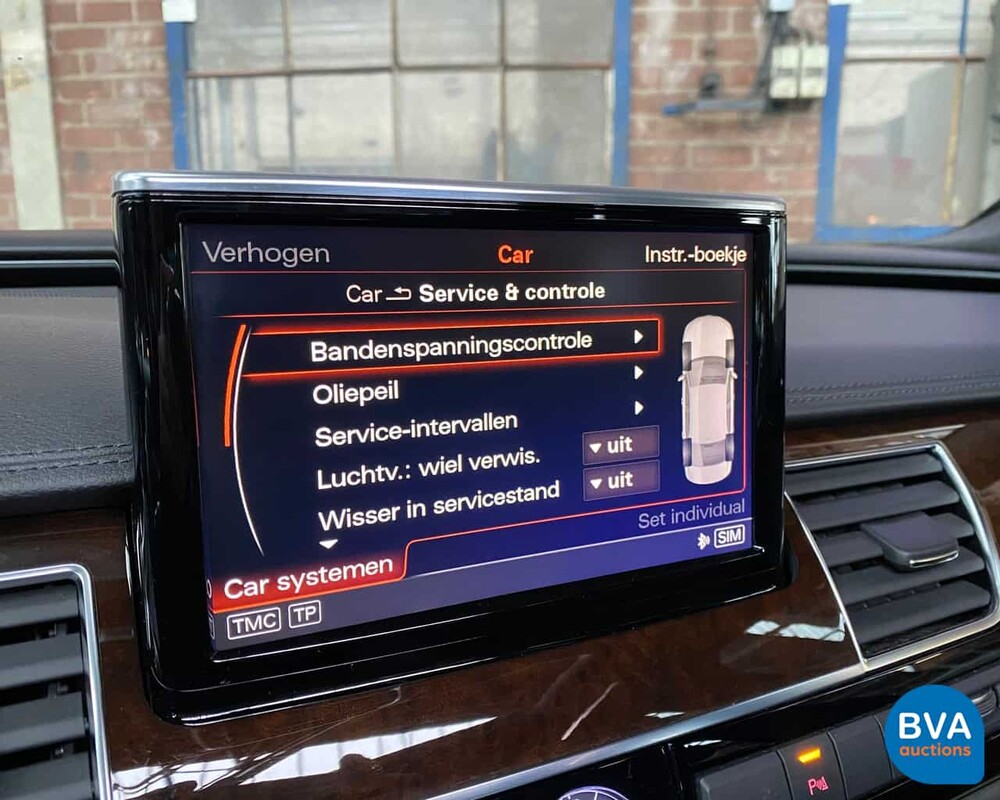 Verhogen Car Instr.-boekje
Car Service & controle
Bandenspanningscontrole
Oliepeil
Service-intervallen
Luchtv.: wiel verwis. uit
Wisser in servicestand uit
Set individual
Car systemen SIM
TMC TP
BVA
auctions
P